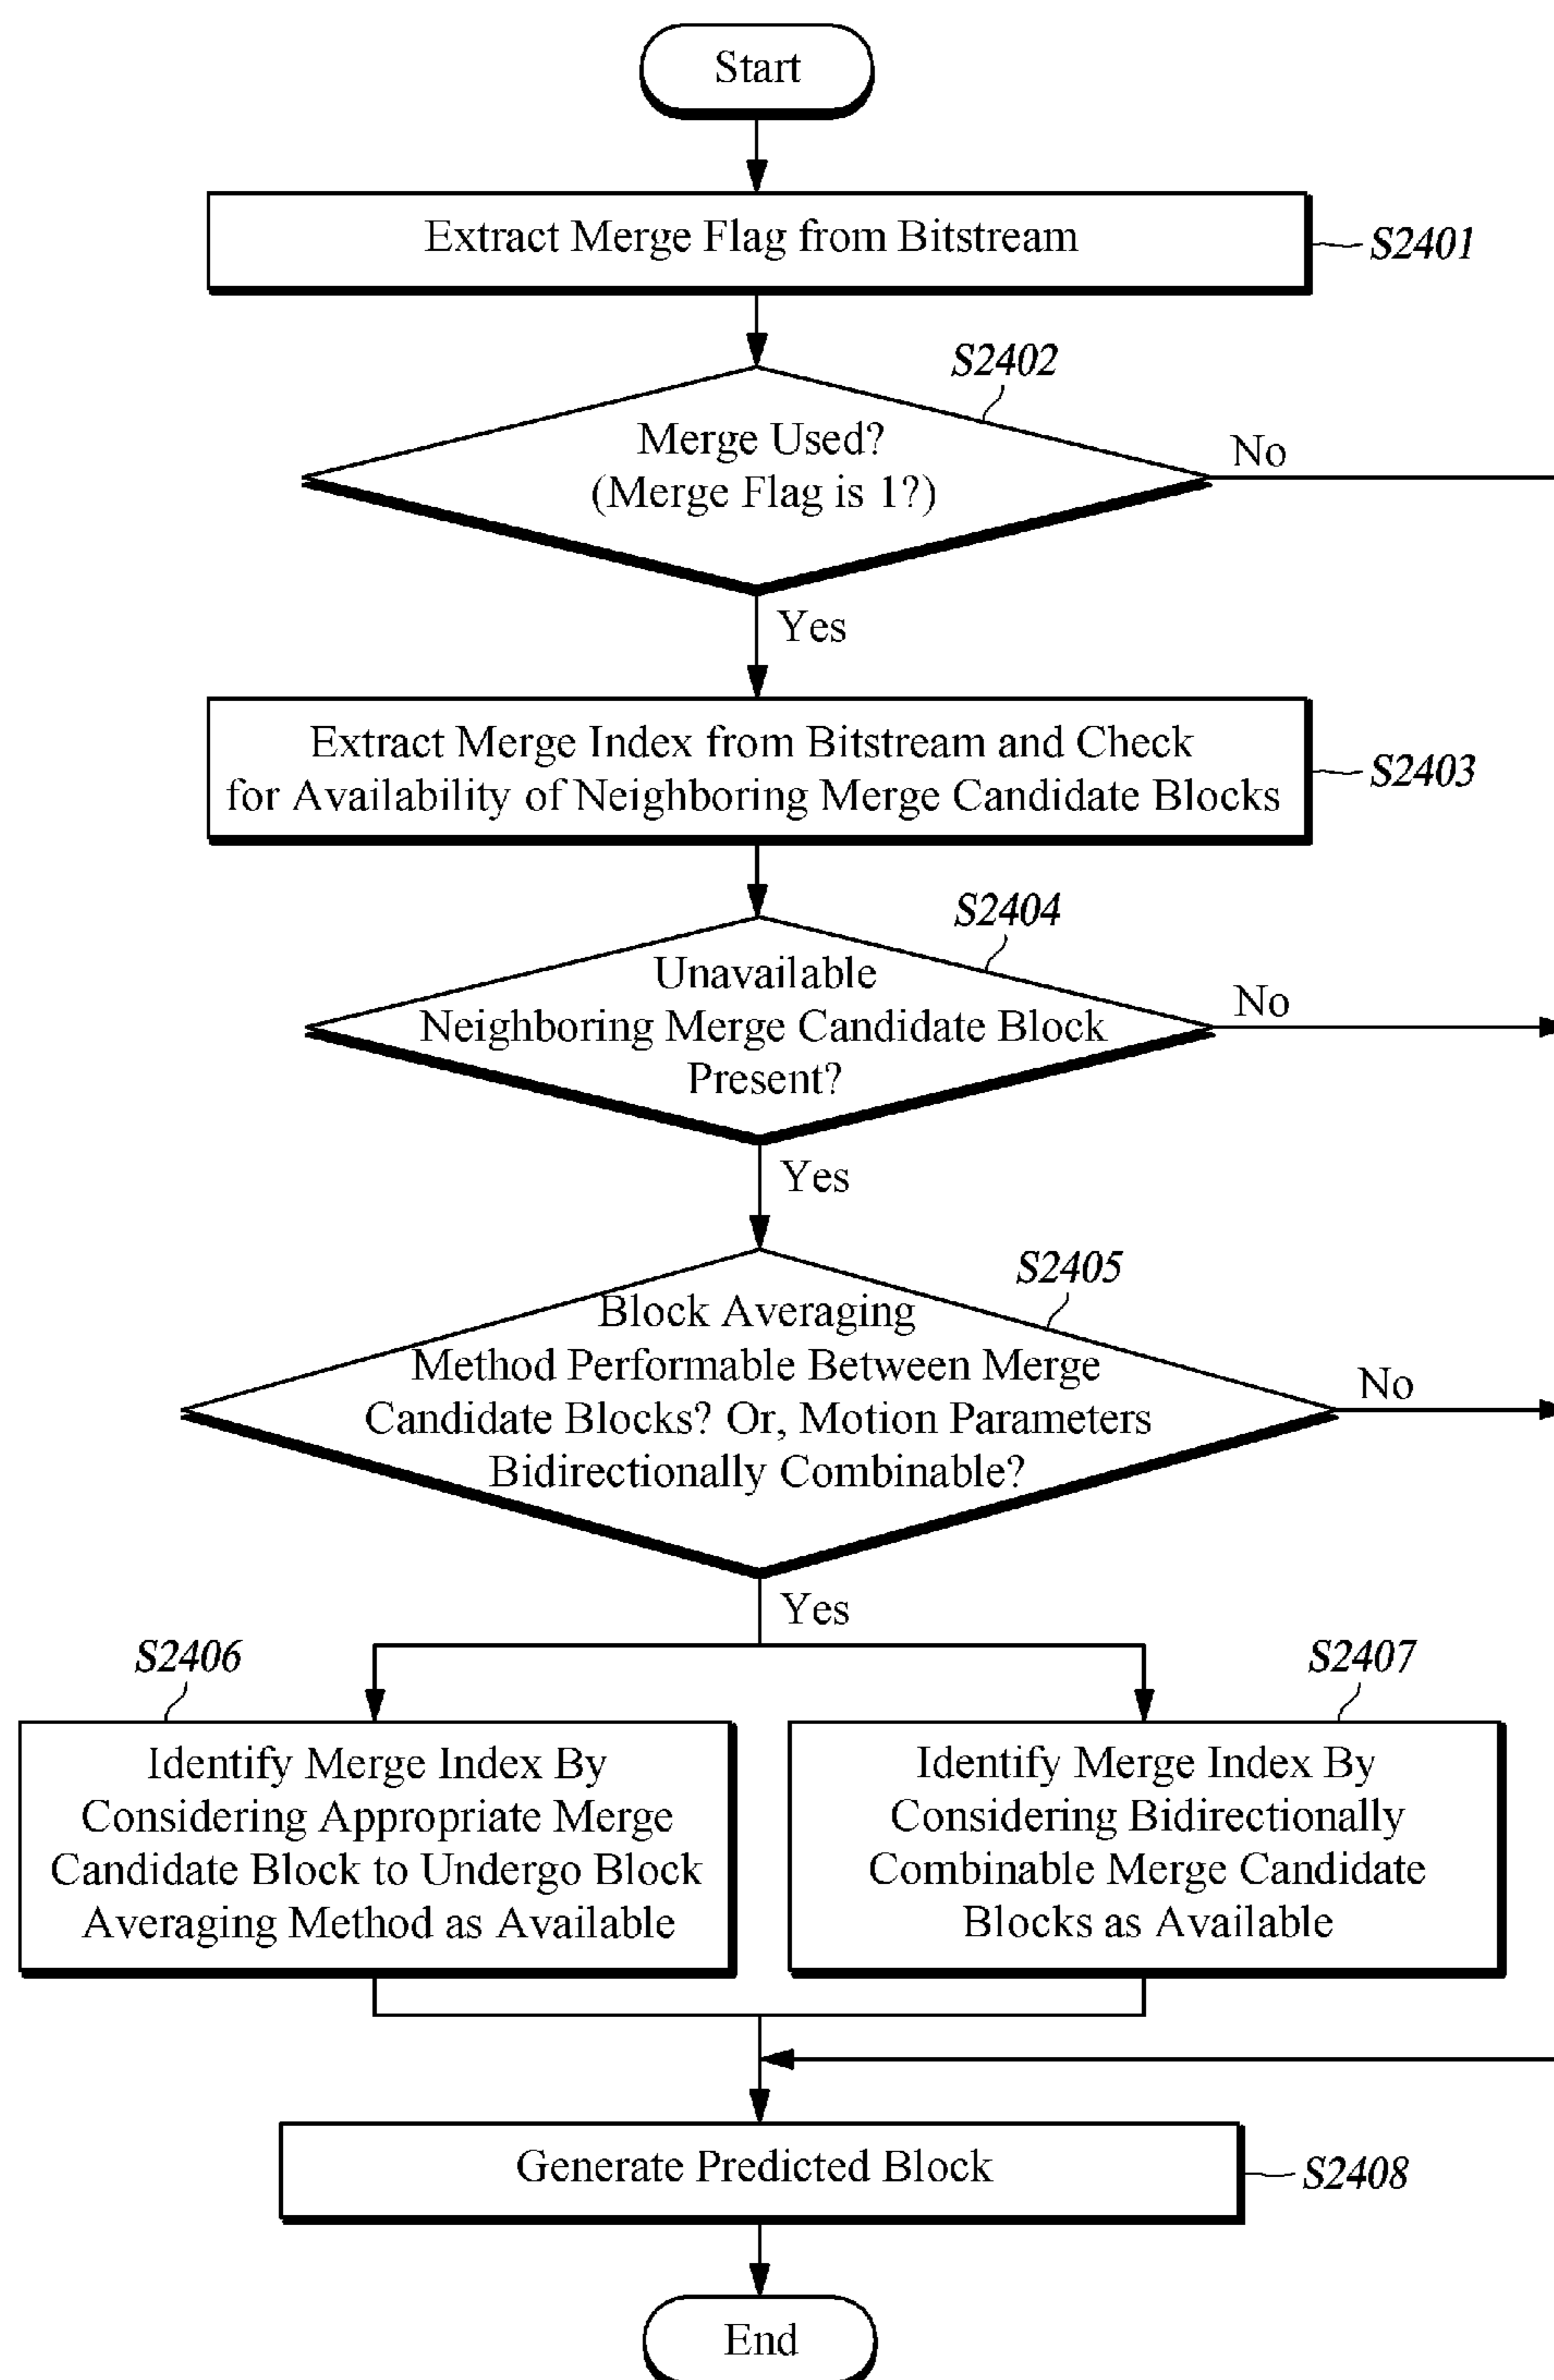 Start
Extract Merge Flag from Bitstream
S2401
S2402
Merge Used?
(Merge Flag is 1?)
No
Yes
Extract Merge Index from Bitstream and Check
for Availability of Neighboring Merge Candidate Blocks
S2403
S2404
Unavailable
Neighboring Merge Candidate Block
Present?
No
Yes
S2405
Block Averaging
Method Performable Between Merge
Candidate Blocks? Or, Motion Parameters
Bidirectionally Combinable?
No
Yes
S2406
Identify Merge Index By
Considering Appropriate Merge
Candidate Block to Undergo Block
Averaging Method as Available
S2407
Identify Merge Index By
Considering Bidirectionally
Combinable Merge Candidate
Blocks as Available
Generate Predicted Block
S2408
End